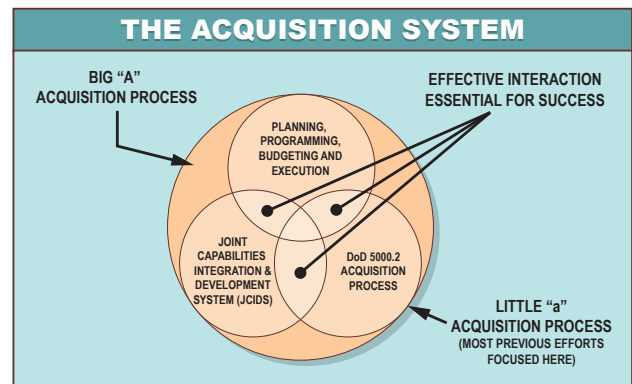 THE ACQUISITION SYSTEM
BIG “A”
ACQUISITION PROCESS
EFFECTIVE INTERACTION
ESSENTIAL FOR SUCCESS
PLANNING,
PROGRAMMING,
BUDGETING AND
EXECUTION
JOINT
CAPABILITIES
INTEGRATION &
DEVELOPMENT
SYSTEM (JCIDS)
DoD 5000.2
ACQUISITION
PROCESS
LITTLE “a”
ACQUISITION PROCESS
(MOST PREVIOUS EFFORTS
FOCUSED HERE)